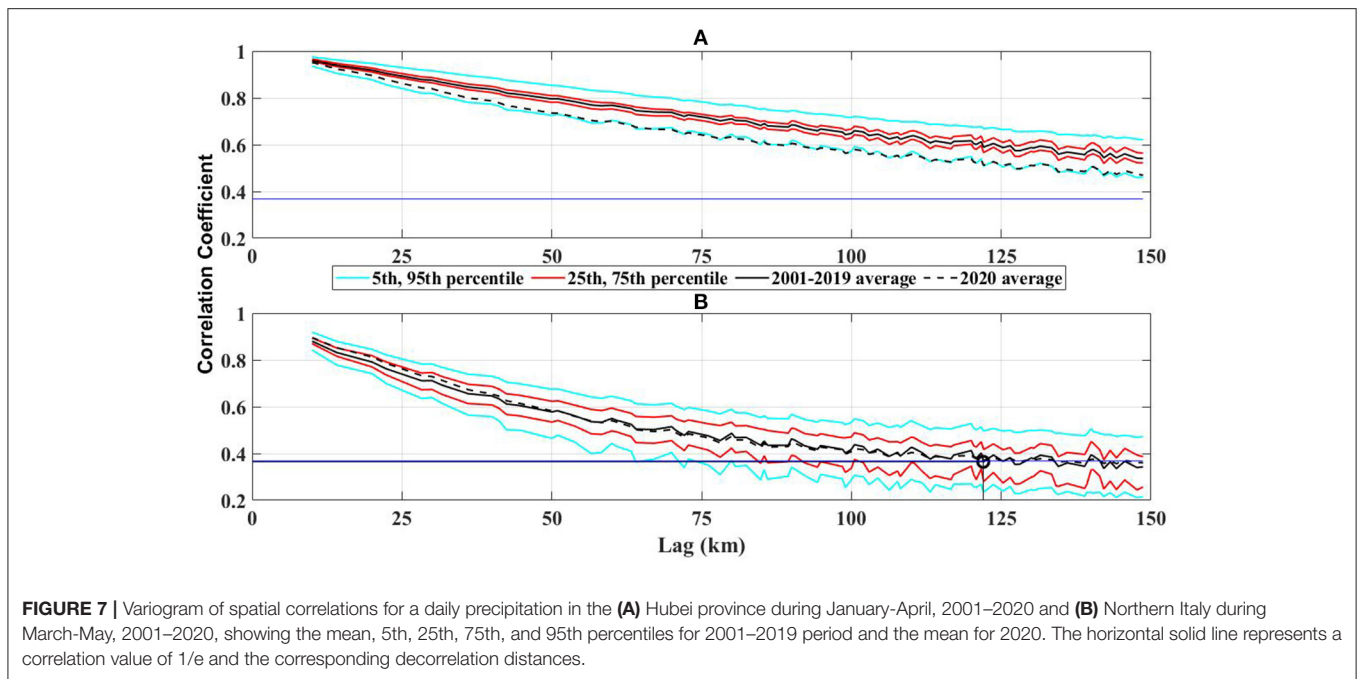 A
1
0.8
0.6
0.4
0.2
0 25 50 75 100 125 150
Correlation Coefficient
5th, 95th percentile 25th, 75th percentile 2001-2019 average 2020 average
B
1
0.8
0.6
0.4
0.2
0 25 50 75 100 125 150
Lag (km)
FIGURE 7 | Variogram of spatial correlations for a daily precipitation in the (A) Hubei province during January-April, 2001–2020 and (B) Northern Italy during
March-May, 2001–2020, showing the mean, 5th, 25th, 75th, and 95th percentiles for 2001–2019 period and the mean for 2020. The horizontal solid line represents a
correlation value of 1/e and the corresponding decorrelation distances.